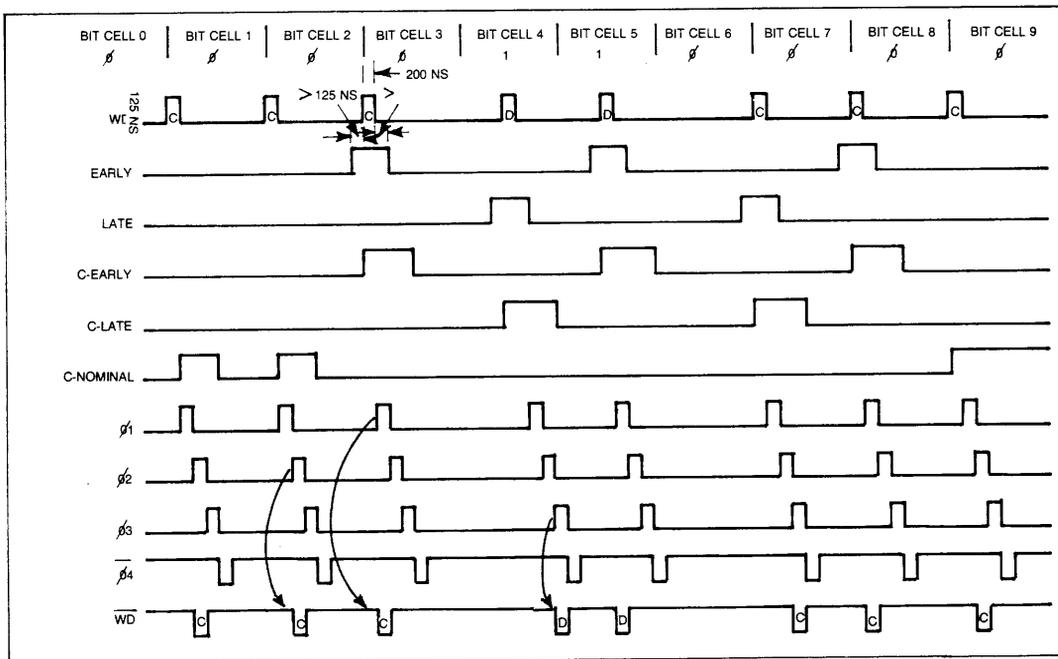 BIT CELL 0 BIT CELL 1 BIT CELL 2 BIT CELL 3 BIT CELL 4 BIT CELL 5 BIT CELL 6 BIT CELL 7 BIT CELL 8 BIT CELL 9
Ø Ø Ø Ø 1 1 Ø Ø Ø Ø
200 NS
> 125 NS >
125 NS
WD C C C D D C C C
EARLY
LATE
C-EARLY
C-LATE
C-NOMINAL
Ø1
Ø2
Ø3
Ø4
WD C C C D D C C C